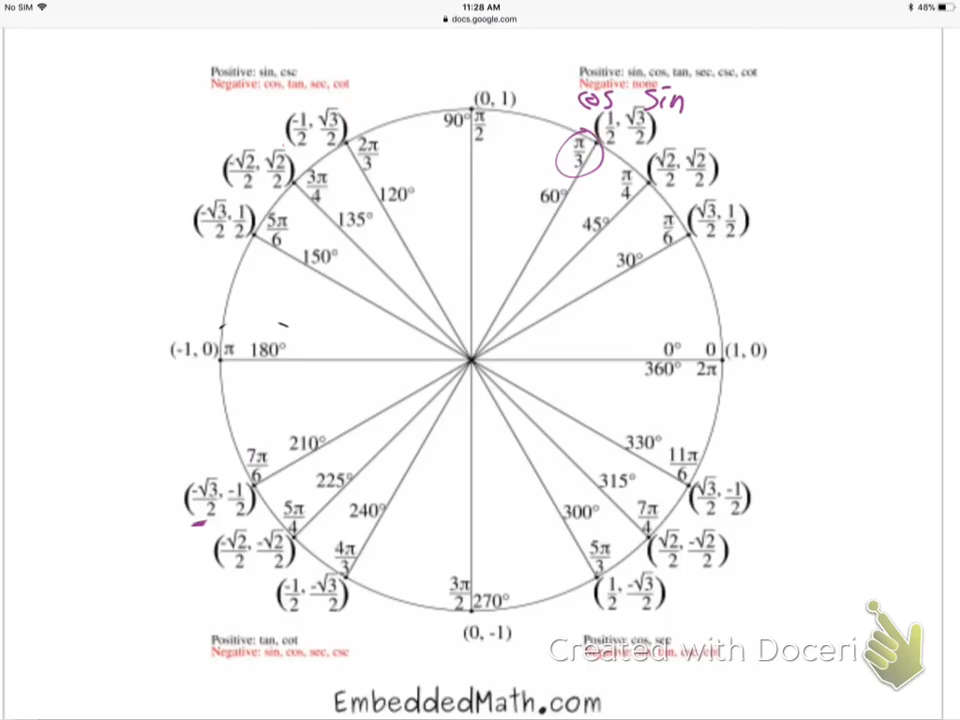 No SIM 11:28 AM 48%
docs.google.com
Positive: sin, csc
Negative: cos, tan, sec, cot
Positive: sin, cos, tan, sec, csc, cot
Negative: none
cos sin
(0, 1)
90° π/2
(-1/2, √3/2) 2π/3 120°
(-√2/2, √2/2) 3π/4 135°
(-√3/2, 1/2) 5π/6 150°
π/3 (1/2, √3/2) 60°
π/4 (√2/2, √2/2) 45°
π/6 (√3/2, 1/2) 30°
(-1, 0) π 180°
0° 0 (1, 0)
360° 2π
210° 7π/6 (-√3/2, -1/2)
225° 5π/4 (-√2/2, -√2/2)
240° 4π/3 (-1/2, -√3/2)
330° 11π/6 (√3/2, -1/2)
315° 7π/4 (√2/2, -√2/2)
300° 5π/3 (1/2, -√3/2)
3π/2 270°
(0, -1)
Positive: tan, cot
Negative: sin, cos, sec, csc
Positive: cos, sec
Created with Doceri
EmbeddedMath.com